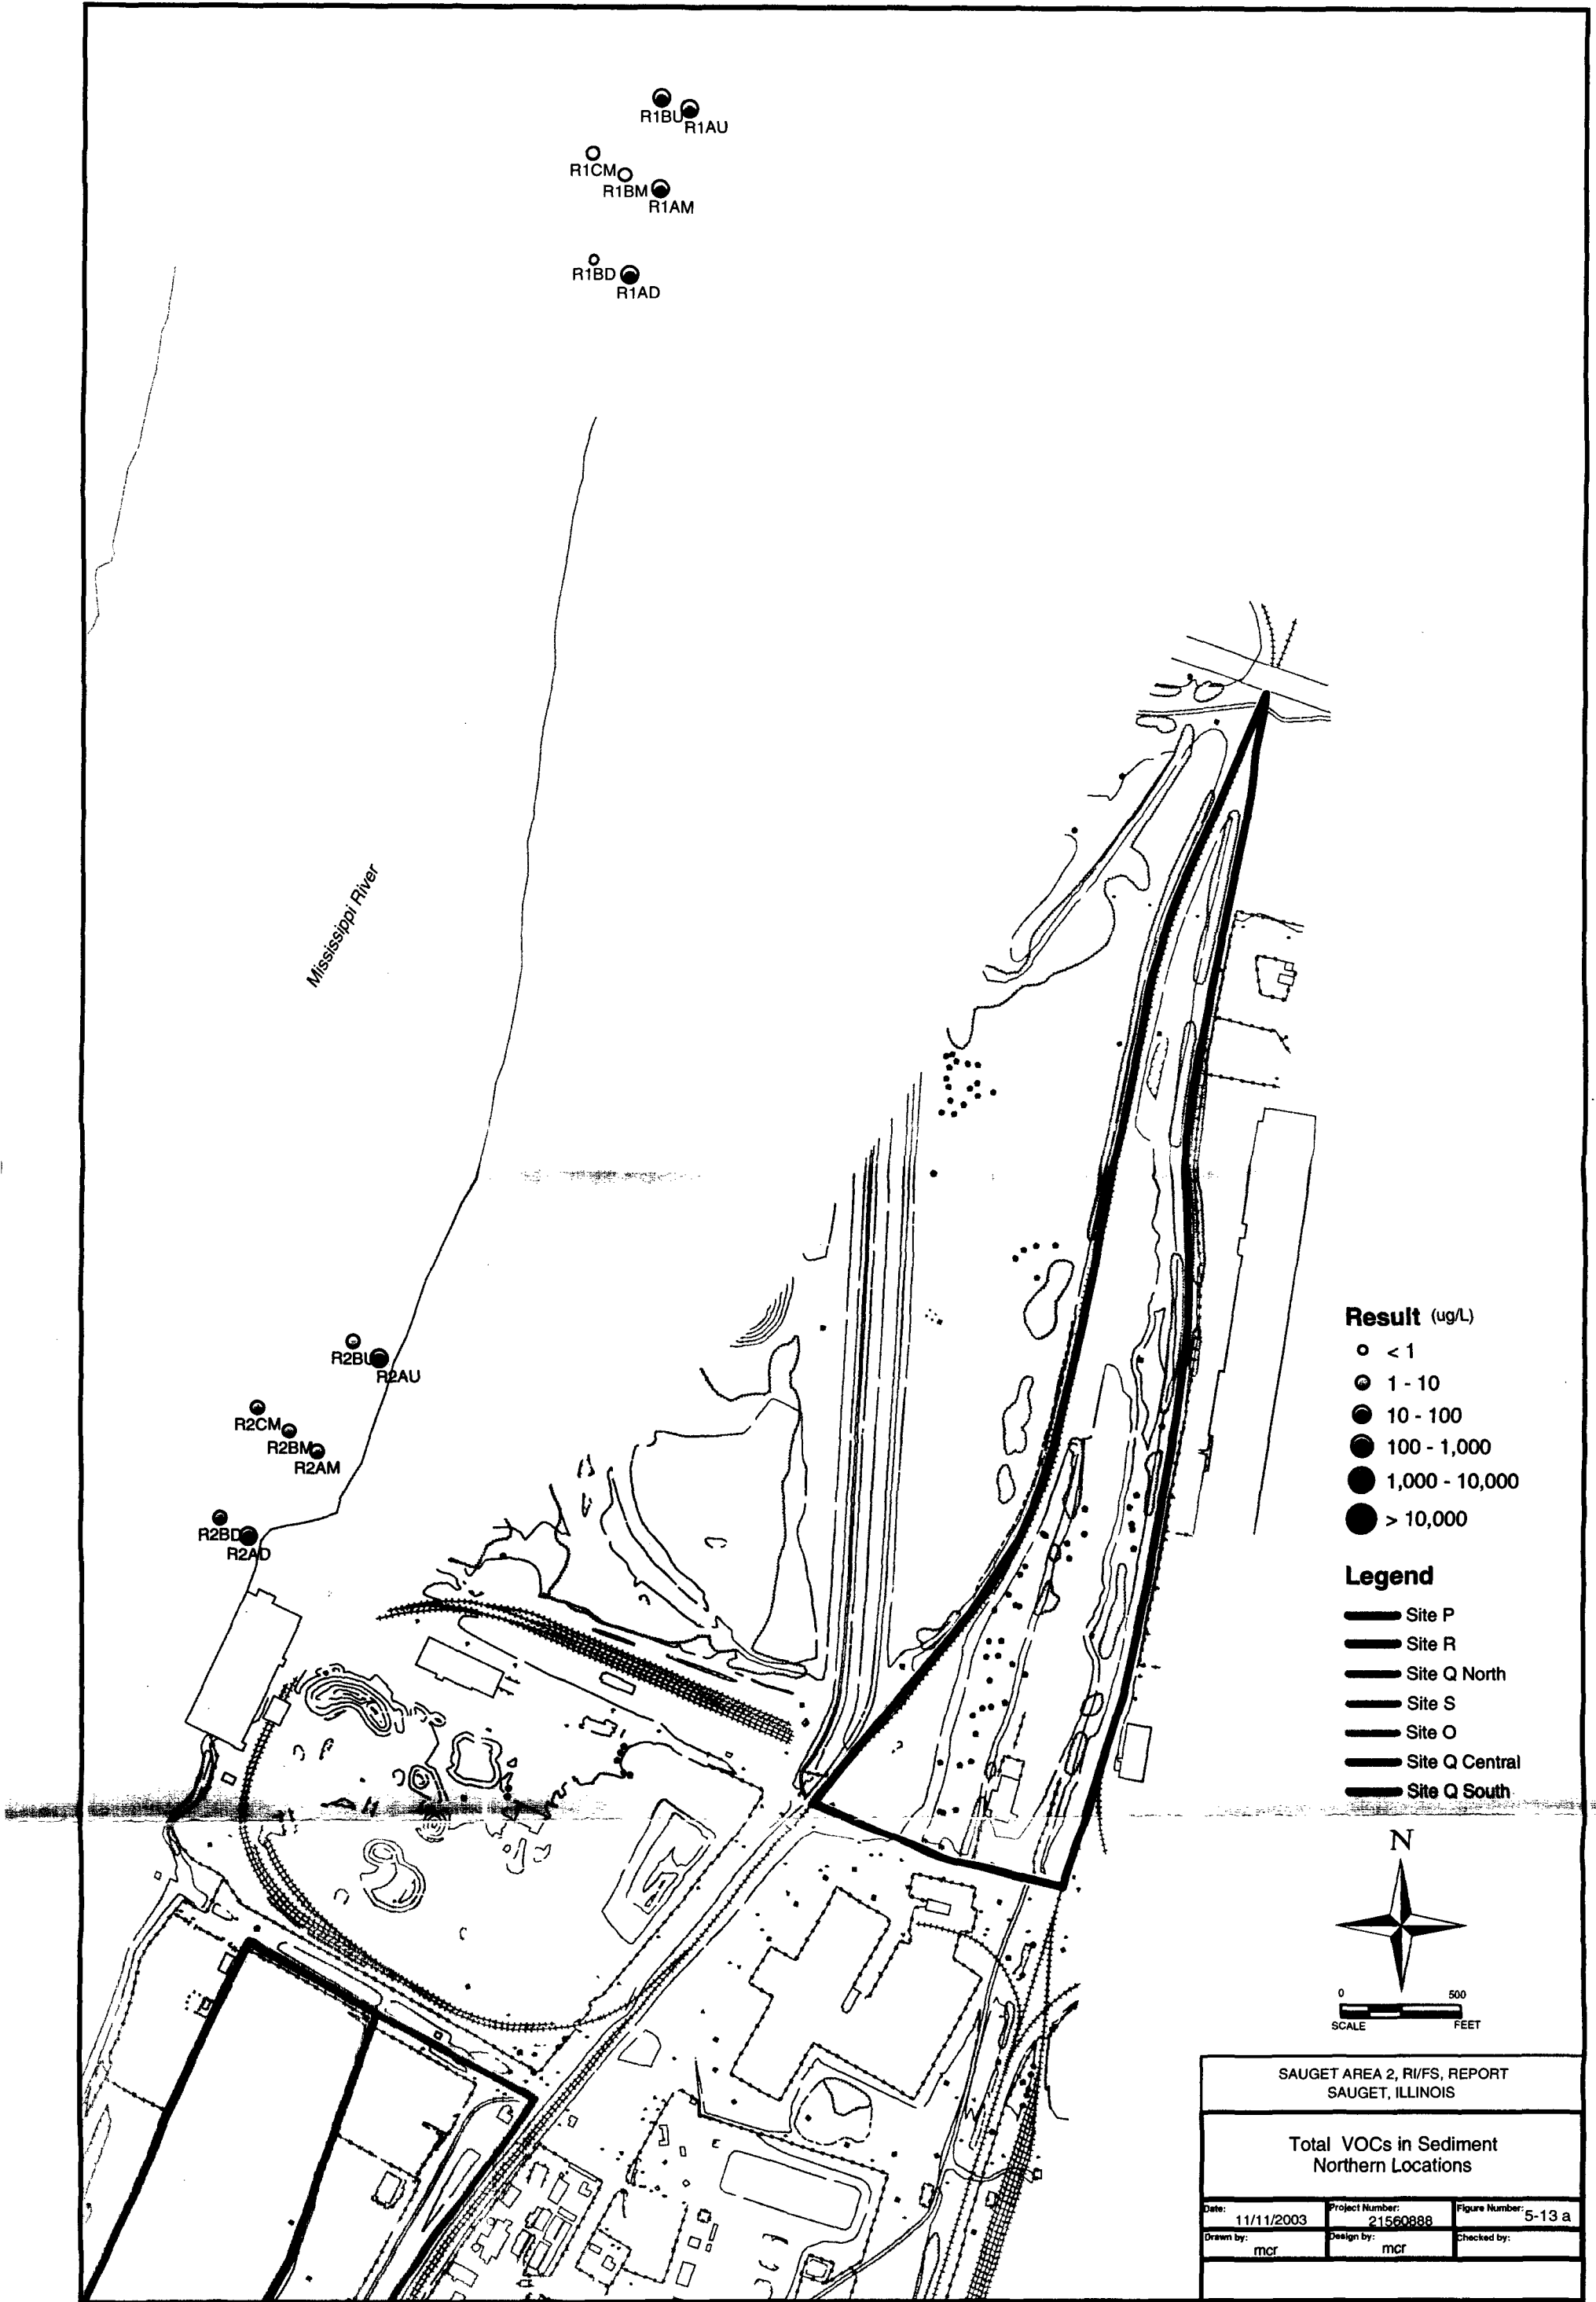 R1BU
R1AU
R1CM
R1BM
R1AM
R1BD
R1AD
Mississippi River
R2BU
R2AU
R2CM
R2BM
R2AM
R2BD
R2AD
Result (ug/L)
< 1
1 - 10
10 - 100
100 - 1,000
1,000 - 10,000
> 10,000
Legend
Site P
Site R
Site Q North
Site S
Site O
Site Q Central
Site Q South
N
0 500
SCALE FEET
SAUGET AREA 2, RI/FS, REPORT
SAUGET, ILLINOIS
Total VOCs in Sediment
Northern Locations
Date: 11/11/2003 Project Number: 21560888 Figure Number: 5-13 a
Drawn by: mcr Design by: mcr Checked by: